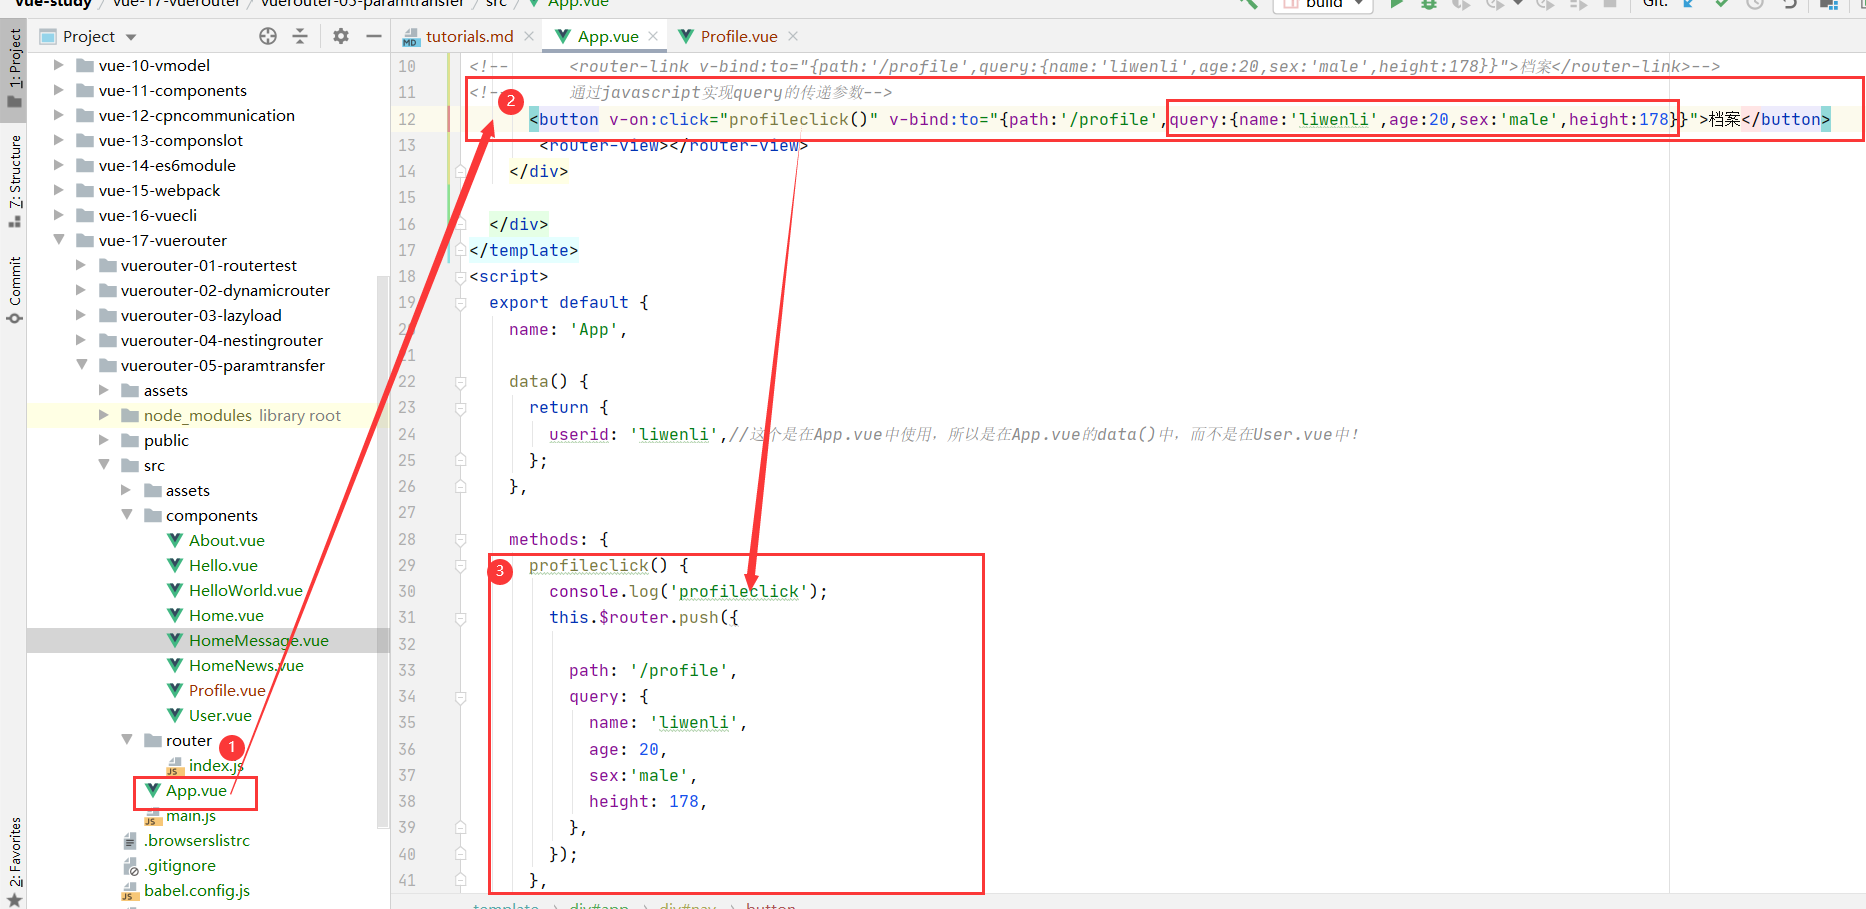 vue-study / vue-17-vuerouter / vuerouter-05-paramtransfer / src / App.vue
build
Git:
Project
tutorials.md
App.vue
Profile.vue
1: Project
7: Structure
Commit
2: Favorites
vue-10-vmodel
vue-11-components
vue-12-cpncommunication
vue-13-componslot
vue-14-es6module
vue-15-webpack
vue-16-vuecli
vue-17-vuerouter
vuerouter-01-routertest
vuerouter-02-dynamicrouter
vuerouter-03-lazyload
vuerouter-04-nestingrouter
vuerouter-05-paramtransfer
assets
node_modules library root
public
src
assets
components
About.vue
Hello.vue
HelloWorld.vue
Home.vue
HomeMessage.vue
HomeNews.vue
Profile.vue
User.vue
router
1
index.js
App.vue
main.js
.browserslistrc
.gitignore
babel.config.js
10 <!-- <router-link v-bind:to="{path:'/profile',query:{name:'liwenli',age:20,sex:'male',height:178}}">档案</router-link>-->
11 <!-- 通过javascript实现query的传递参数-->
2
12 <button v-on:click="profileclick()" v-bind:to="{path:'/profile',query:{name:'liwenli',age:20,sex:'male',height:178}}">档案</button>
13 <router-view></router-view>
14 </div>
15
16 </div>
17 </template>
18 <script>
19 export default {
20 name: 'App',
21
22 data() {
23 return {
24 userid: 'liwenli',//这个是在App.vue中使用，所以是在App.vue的data()中，而不是在User.vue中！
25 };
26 },
27
28 methods: {
29 profileclick() {
3
30 console.log('profileclick');
31 this.$router.push({
32
33 path: '/profile',
34 query: {
35 name: 'liwenli',
36 age: 20,
37 sex:'male',
38 height: 178,
39 },
40 });
41 },
template > div#app > div#nav > button